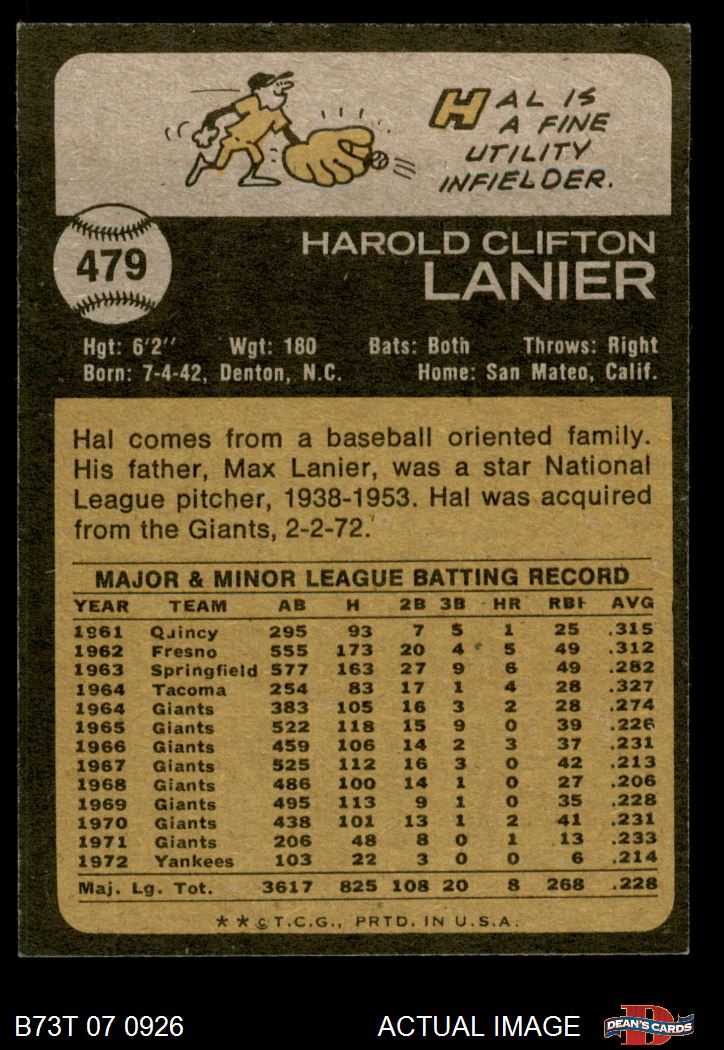 HAL IS
A FINE
UTILITY
INFIELDER.
479
HAROLD CLIFTON
LANIER
Hgt: 6'2'' Wgt: 180 Bats: Both Throws: Right
Born: 7-4-42, Denton, N.C. Home: San Mateo, Calif.
Hal comes from a baseball oriented family.
His father, Max Lanier, was a star National
League pitcher, 1938-1953. Hal was acquired
from the Giants, 2-2-72.
MAJOR & MINOR LEAGUE BATTING RECORD
YEAR TEAM AB H 2B 3B HR RBI AVG
1961 Quincy 295 93 7 5 1 25 .315
1962 Fresno 555 173 20 4 5 49 .312
1963 Springfield 577 163 27 9 6 49 .282
1964 Tacoma 254 83 17 1 4 28 .327
1964 Giants 383 105 16 3 2 28 .274
1965 Giants 522 118 15 9 0 39 .226
1966 Giants 459 106 14 2 3 37 .231
1967 Giants 525 112 16 3 0 42 .213
1968 Giants 486 100 14 1 0 27 .206
1969 Giants 495 113 9 1 0 35 .228
1970 Giants 438 101 13 1 2 41 .231
1971 Giants 206 48 8 0 1 13 .233
1972 Yankees 103 22 3 0 0 6 .214
Maj. Lg. Tot. 3617 825 108 20 8 268 .228
★★©T.C.G., PRTD. IN U.S.A.
B73T 07 0926 ACTUAL IMAGE D DEAN'S CARDS